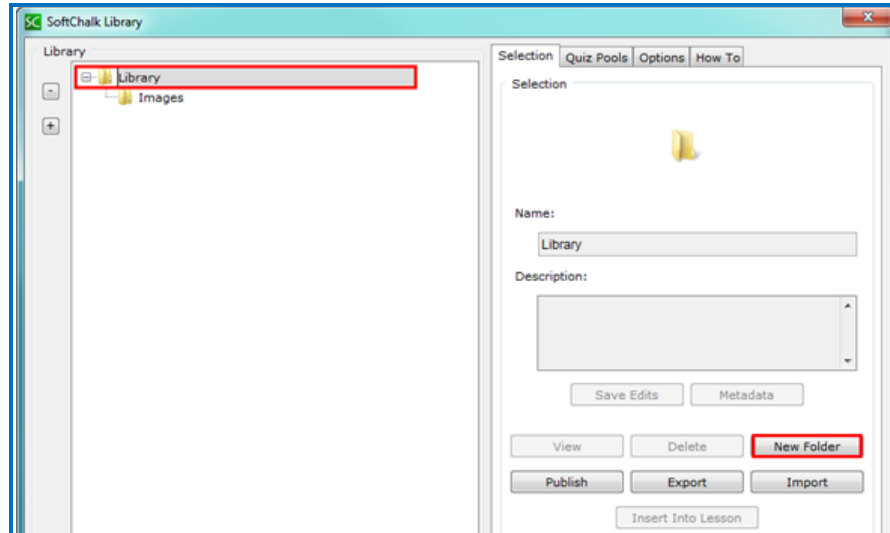 SC SoftChalk Library
x
Library
- Library
Images
-
+
Selection Quiz Pools Options How To
Selection
Name:
Library
Description:
Save Edits Metadata
View Delete New Folder
Publish Export Import
Insert Into Lesson